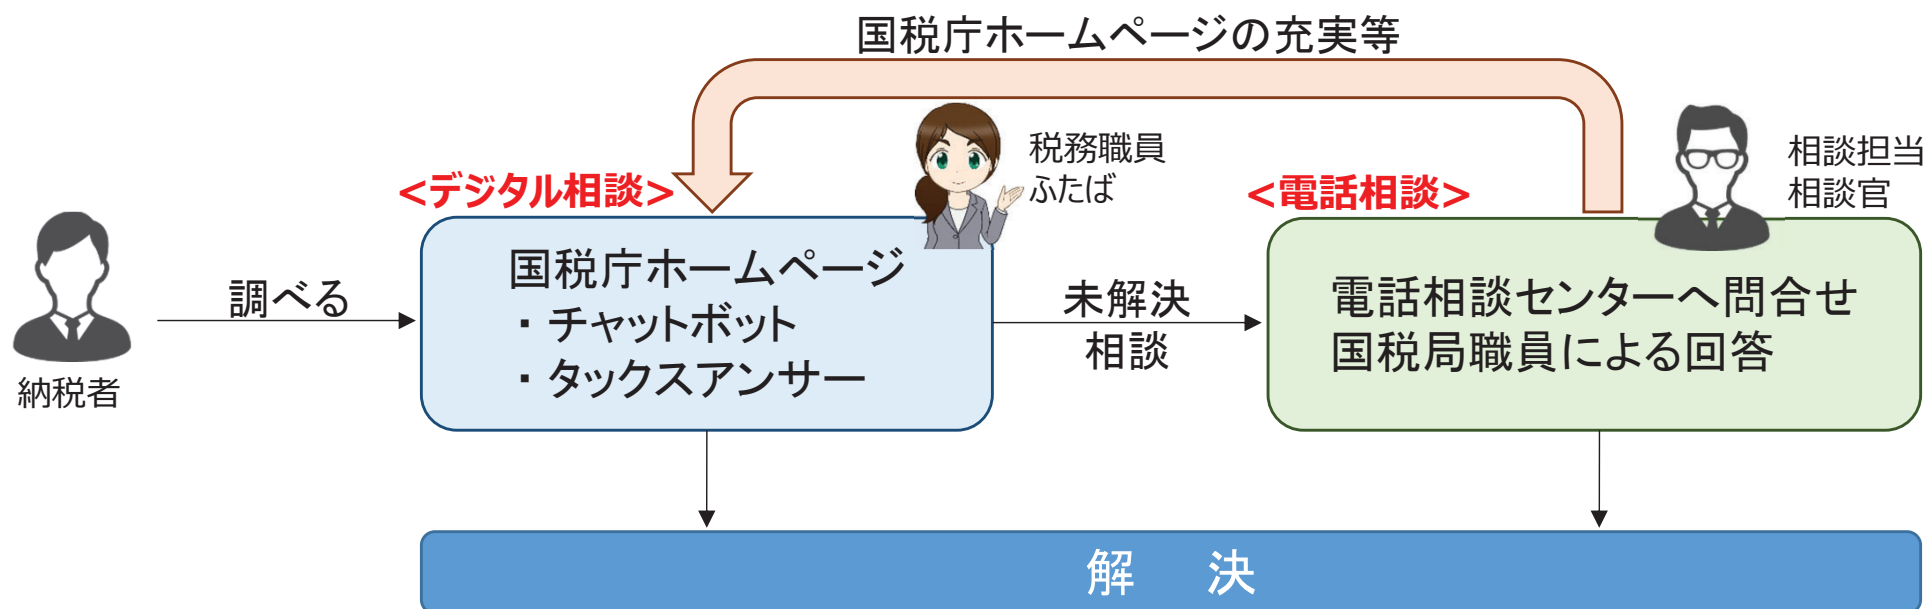 国税庁ホームページの充実等
税務職員
ふたば
相談担当
相談官
<デジタル相談>
<電話相談>
納税者
調べる
国税庁ホームページ
・チャットボット
・タックスアンサー
未解決
相談
電話相談センターへ問合せ
国税局職員による回答
解　決